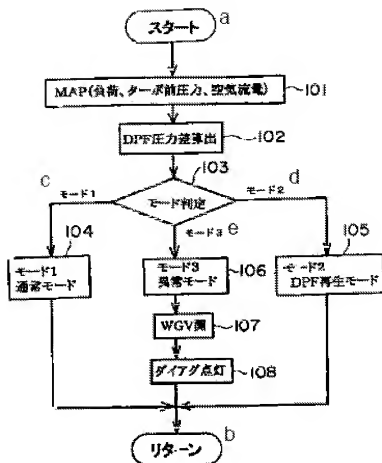 a
スタート
MAP(負荷、ターボ前圧力、空気流量)
101
DPF圧力差算出
102
103
c
モード1
モード判定
モード2
d
モード3
e
104
モード1
通常モード
モード3
異常モード
106
105
モード2
DPF再生モード
WGV開
107
ダイアグ点灯
108
b
リターン